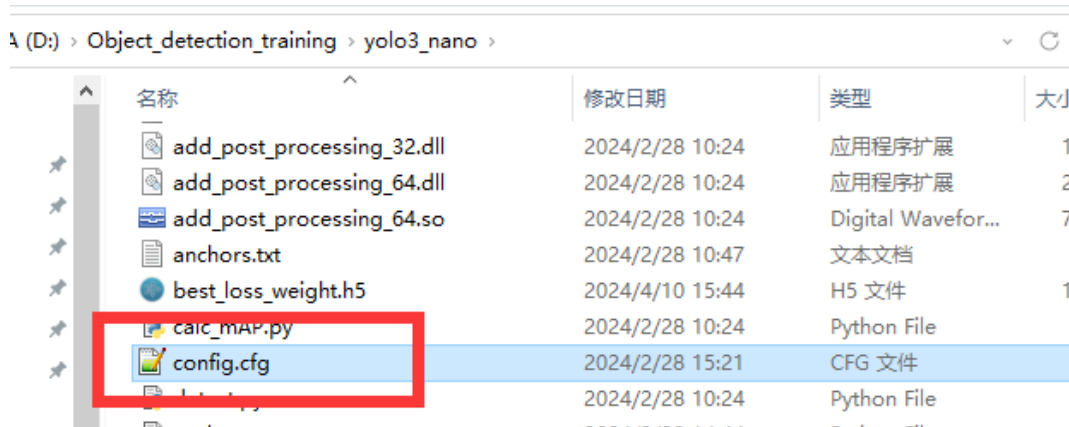 A (D:) > Object_detection_training > yolo3_nano >
名称 修改日期 类型
add_post_processing_32.dll 2024/2/28 10:24 应用程序扩展 1
add_post_processing_64.dll 2024/2/28 10:24 应用程序扩展 2
add_post_processing_64.so 2024/2/28 10:24 Digital Wavefor... 7
anchors.txt 2024/2/28 10:47 文本文档
best_loss_weight.h5 2024/4/10 15:44 H5 文件 1
calc_mAP.py 2024/2/28 10:24 Python File
config.cfg 2024/2/28 15:21 CFG 文件
2024/2/28 10:24 Python File